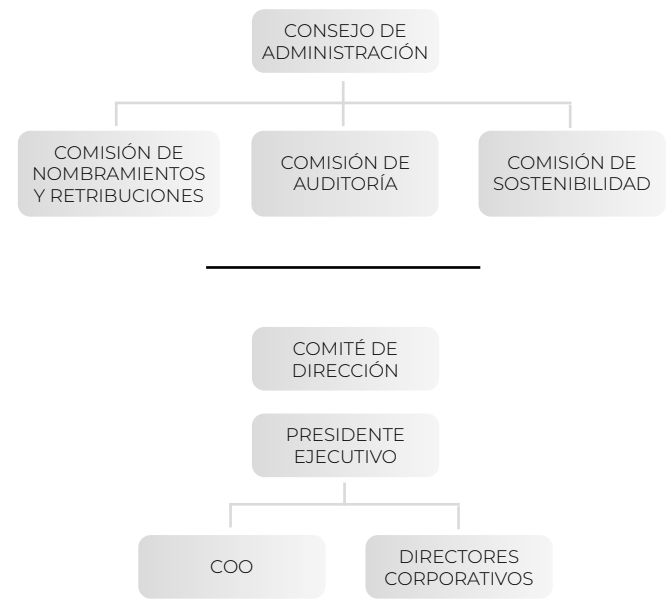 CONSEJO DE
ADMINISTRACIÓN
COMISIÓN DE
NOMBRAMIENTOS
Y RETRIBUCIONES
COMISIÓN DE
AUDITORÍA
COMISIÓN DE
SOSTENIBILIDAD
COMITÉ DE
DIRECCIÓN
PRESIDENTE
EJECUTIVO
COO
DIRECTORES
CORPORATIVOS